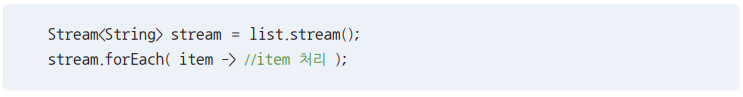 Stream<String> stream = list.stream();
stream.forEach( item -> //item 처리 );